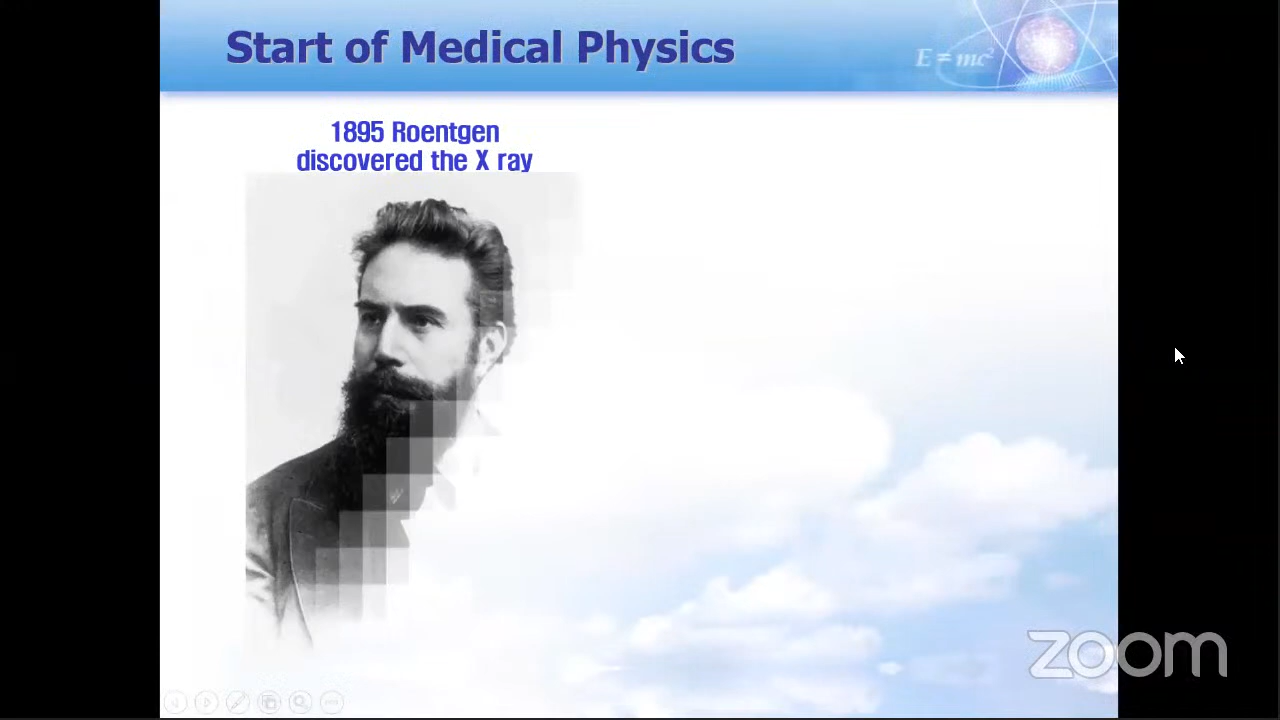 Start of Medical Physics
E = mc²
1895 Roentgen
discovered the X ray
zoom